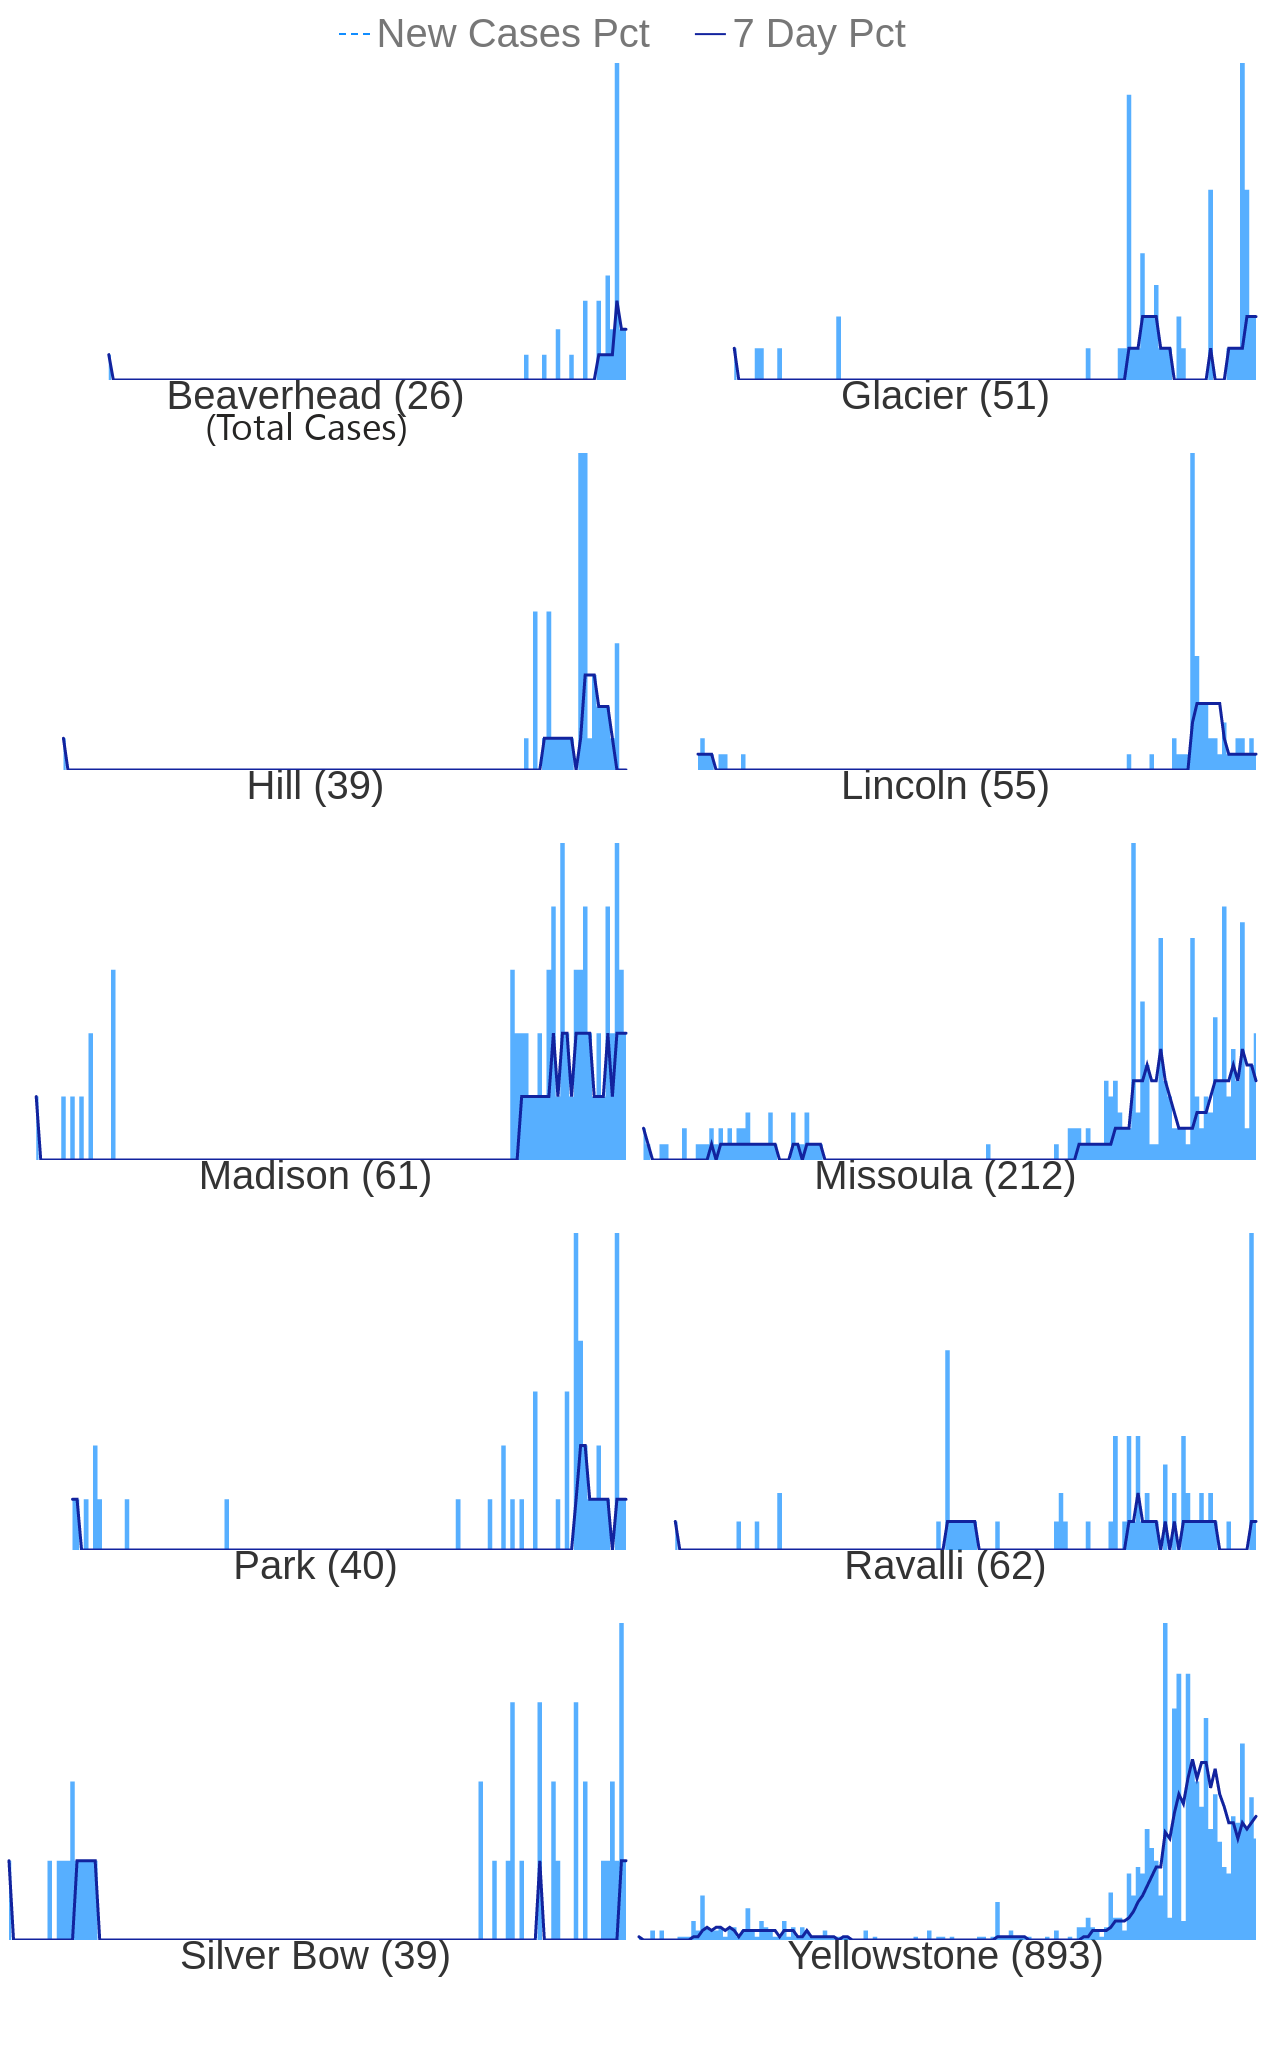 New Cases Pct 7 Day Pct
Beaverhead (26) Glacier (51)
(Total Cases)
Hill (39) Lincoln (55)
Madison (61) Missoula (212)
Park (40) Ravalli (62)
Silver Bow (39) Yellowstone (893)